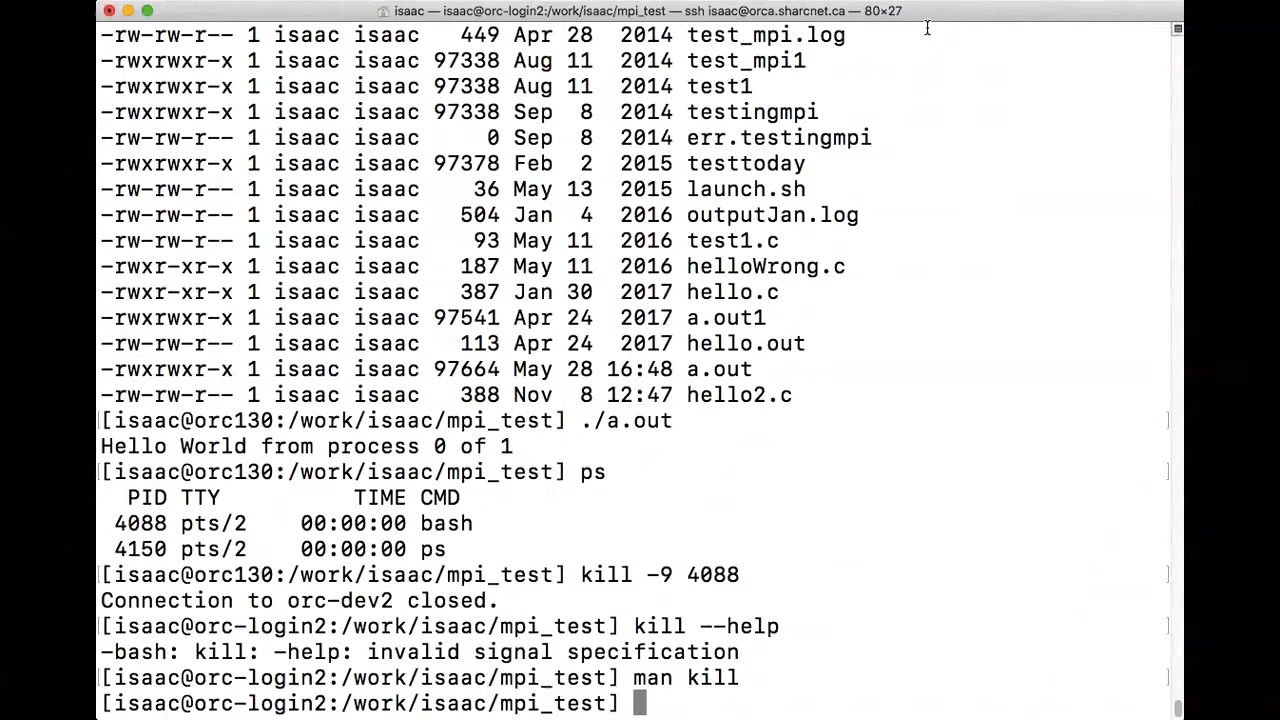 isaac — isaac@orc-login2:/work/isaac/mpi_test — ssh isaac@orca.sharcnet.ca — 80×27
-rw-rw-r-- 1 isaac isaac   449 Apr 28  2014 test_mpi.log
-rwxrwxr-x 1 isaac isaac 97338 Aug 11  2014 test_mpi1
-rwxrwxr-x 1 isaac isaac 97338 Aug 11  2014 test1
-rwxrwxr-x 1 isaac isaac 97338 Sep  8  2014 testingmpi
-rw-rw-r-- 1 isaac isaac     0 Sep  8  2014 err.testingmpi
-rwxrwxr-x 1 isaac isaac 97378 Feb  2  2015 testtoday
-rw-rw-r-- 1 isaac isaac    36 May 13  2015 launch.sh
-rw-rw-r-- 1 isaac isaac   504 Jan  4  2016 outputJan.log
-rw-rw-r-- 1 isaac isaac    93 May 11  2016 test1.c
-rwxr-xr-x 1 isaac isaac   187 May 11  2016 helloWrong.c
-rwxr-xr-x 1 isaac isaac   387 Jan 30  2017 hello.c
-rwxrwxr-x 1 isaac isaac 97541 Apr 24  2017 a.out1
-rw-rw-r-- 1 isaac isaac   113 Apr 24  2017 hello.out
-rwxrwxr-x 1 isaac isaac 97664 May 28 16:48 a.out
-rw-rw-r-- 1 isaac isaac   388 Nov  8 12:47 hello2.c
[isaac@orc130:/work/isaac/mpi_test] ./a.out
Hello World from process 0 of 1
[isaac@orc130:/work/isaac/mpi_test] ps
  PID TTY          TIME CMD
 4088 pts/2    00:00:00 bash
 4150 pts/2    00:00:00 ps
[isaac@orc130:/work/isaac/mpi_test] kill -9 4088
Connection to orc-dev2 closed.
[isaac@orc-login2:/work/isaac/mpi_test] kill --help
-bash: kill: -help: invalid signal specification
[isaac@orc-login2:/work/isaac/mpi_test] man kill
[isaac@orc-login2:/work/isaac/mpi_test]